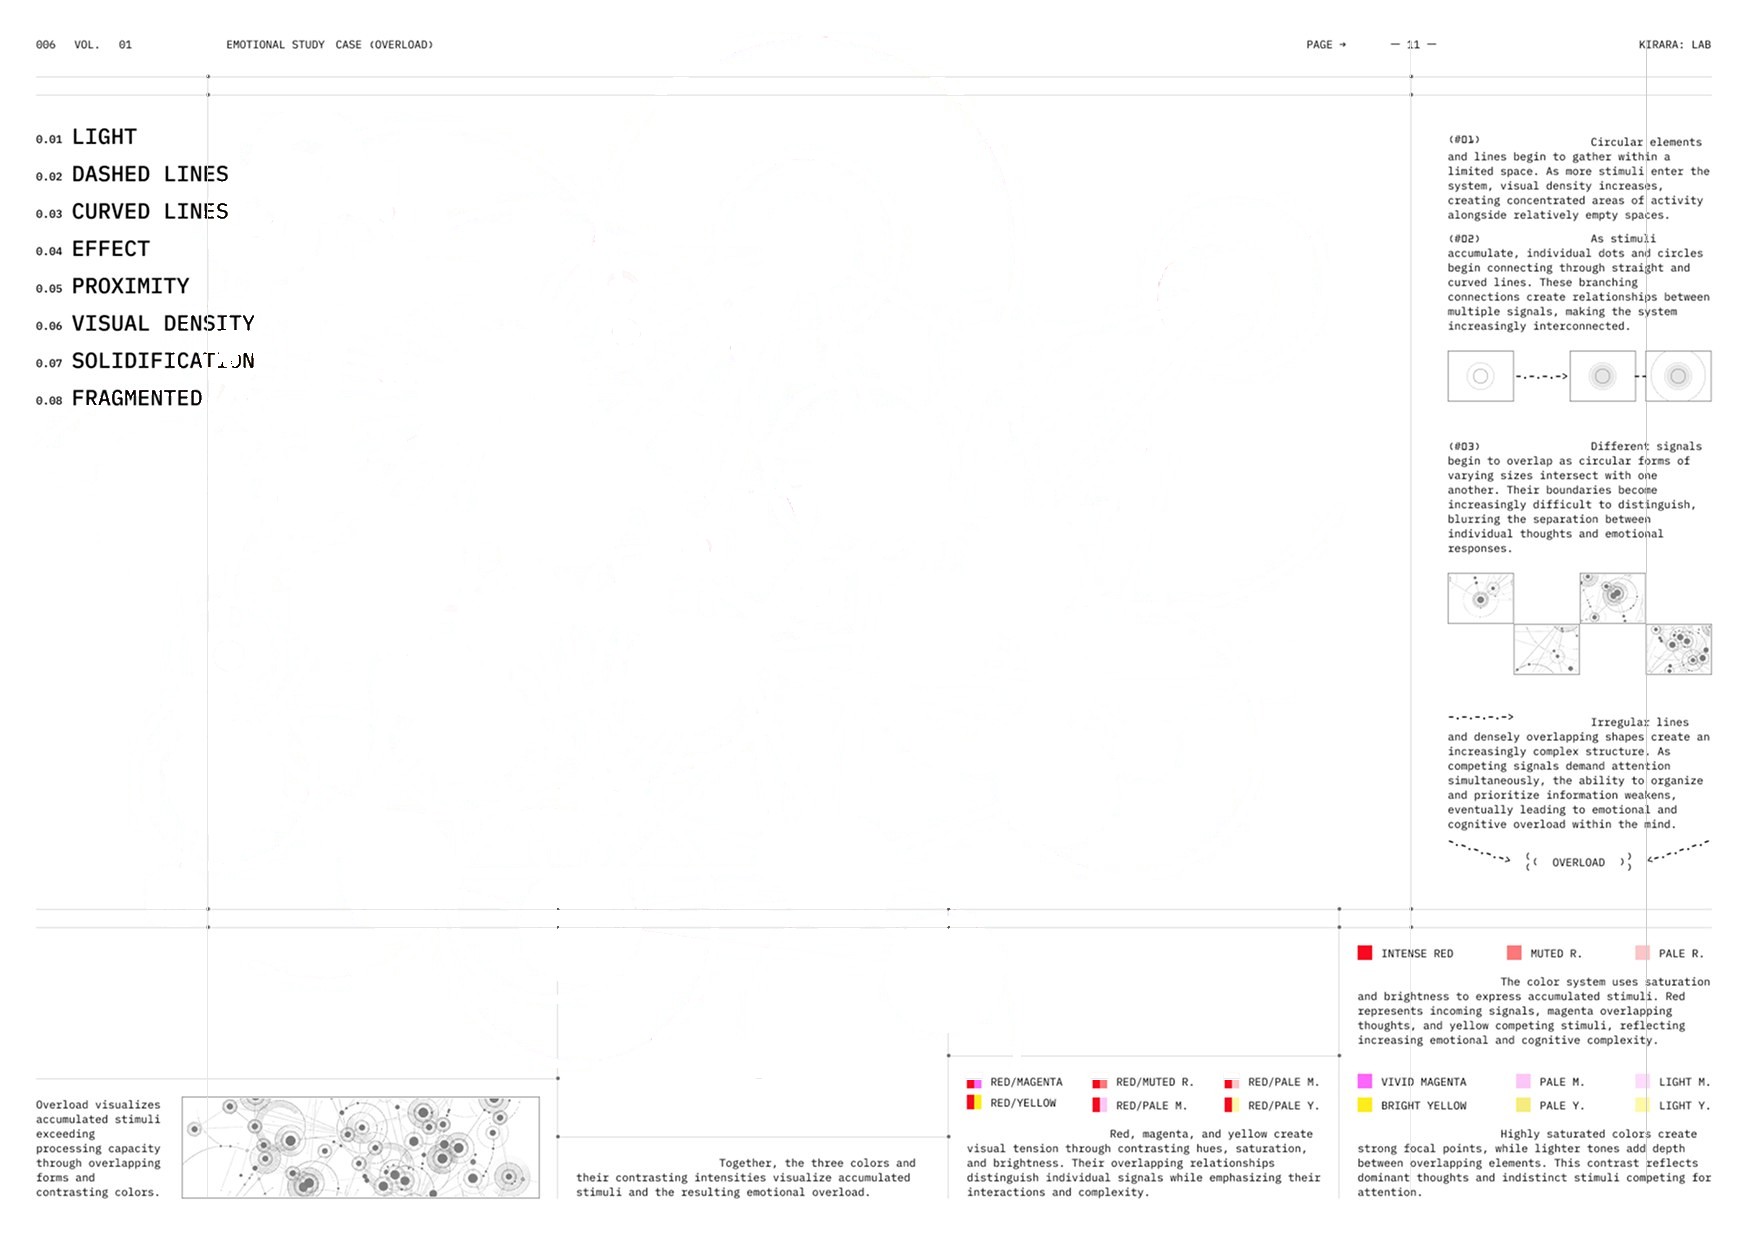 006 VOL. 01 EMOTIONAL STUDY CASE (OVERLOAD) PAGE → — 11 — KIRARA: LAB
0.01 LIGHT
0.02 DASHED LINES
0.03 CURVED LINES
0.04 EFFECT
0.05 PROXIMITY
0.06 VISUAL DENSITY
0.07 SOLIDIFICATION
0.08 FRAGMENTED
(#01) Circular elements
and lines begin to gather within a
limited space. As more stimuli enter the
system, visual density increases,
creating concentrated areas of activity
alongside relatively empty spaces.
(#02) As stimuli
accumulate, individual dots and circles
begin connecting through straight and
curved lines. These branching
connections create relationships between
multiple signals, making the system
increasingly interconnected.
(#03) Different signals
begin to overlap as circular forms of
varying sizes intersect with one
another. Their boundaries become
increasingly difficult to distinguish,
blurring the separation between
individual thoughts and emotional
responses.
Irregular lines
and densely overlapping shapes create an
increasingly complex structure. As
competing signals demand attention
simultaneously, the ability to organize
and prioritize information weakens,
eventually leading to emotional and
cognitive overload within the mind.
OVERLOAD
Overload visualizes
accumulated stimuli
exceeding
processing capacity
through overlapping
forms and
contrasting colors.
Together, the three colors and
their contrasting intensities visualize accumulated
stimuli and the resulting emotional overload.
RED/MAGENTA RED/MUTED R. RED/PALE M.
RED/YELLOW RED/PALE M. RED/PALE Y.
Red, magenta, and yellow create
visual tension through contrasting hues, saturation,
and brightness. Their overlapping relationships
distinguish individual signals while emphasizing their
interactions and complexity.
INTENSE RED MUTED R. PALE R.
The color system uses saturation
and brightness to express accumulated stimuli. Red
represents incoming signals, magenta overlapping
thoughts, and yellow competing stimuli, reflecting
increasing emotional and cognitive complexity.
VIVID MAGENTA PALE M. LIGHT M.
BRIGHT YELLOW PALE Y. LIGHT Y.
Highly saturated colors create
strong focal points, while lighter tones add depth
between overlapping elements. This contrast reflects
dominant thoughts and indistinct stimuli competing for
attention.